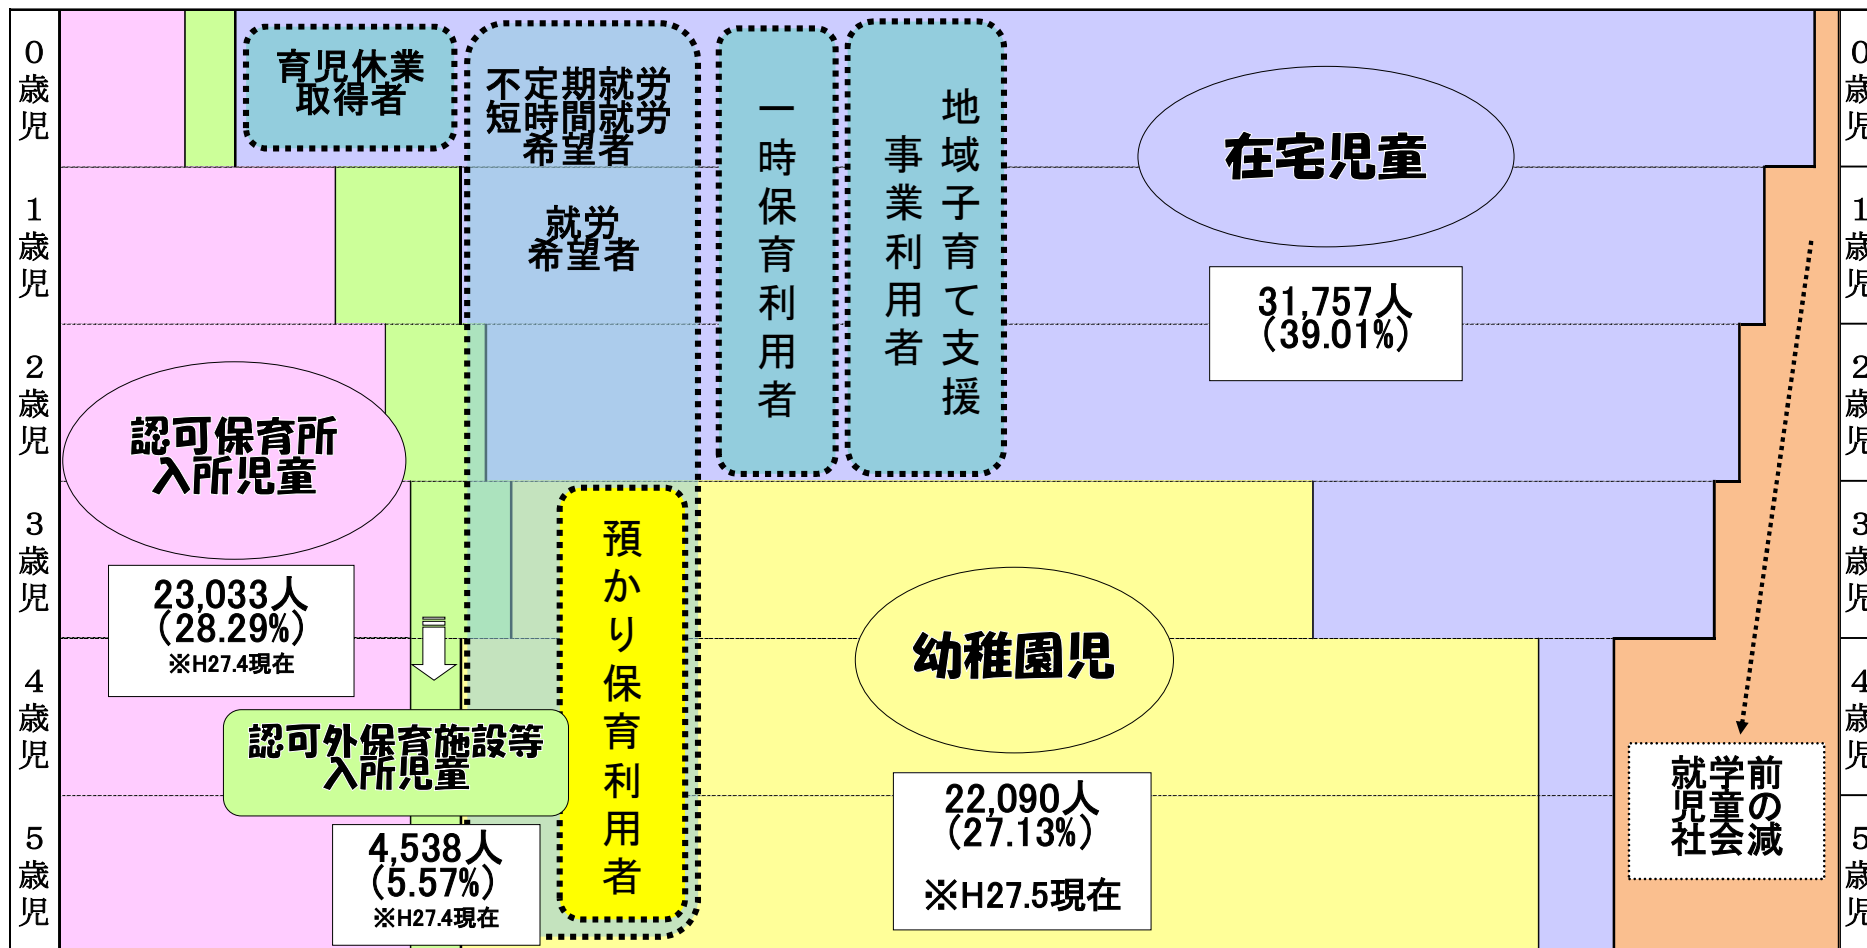 0歳児
1歳児
2歳児
3歳児
4歳児
5歳児
育児休業
取得者
不定期就労
短時間就労
希望者
就労
希望者
一時保育利用者
地域子育て支援
事業利用者
在宅児童
31,757人
(39.01%)
認可保育所
入所児童
23,033人
(28.29%)
※H27.4現在
認可外保育施設等
入所児童
4,538人
(5.57%)
※H27.4現在
預かり保育利用者
幼稚園児
22,090人
(27.13%)
※H27.5現在
就学前
児童の
社会減
0歳児
1歳児
2歳児
3歳児
4歳児
5歳児